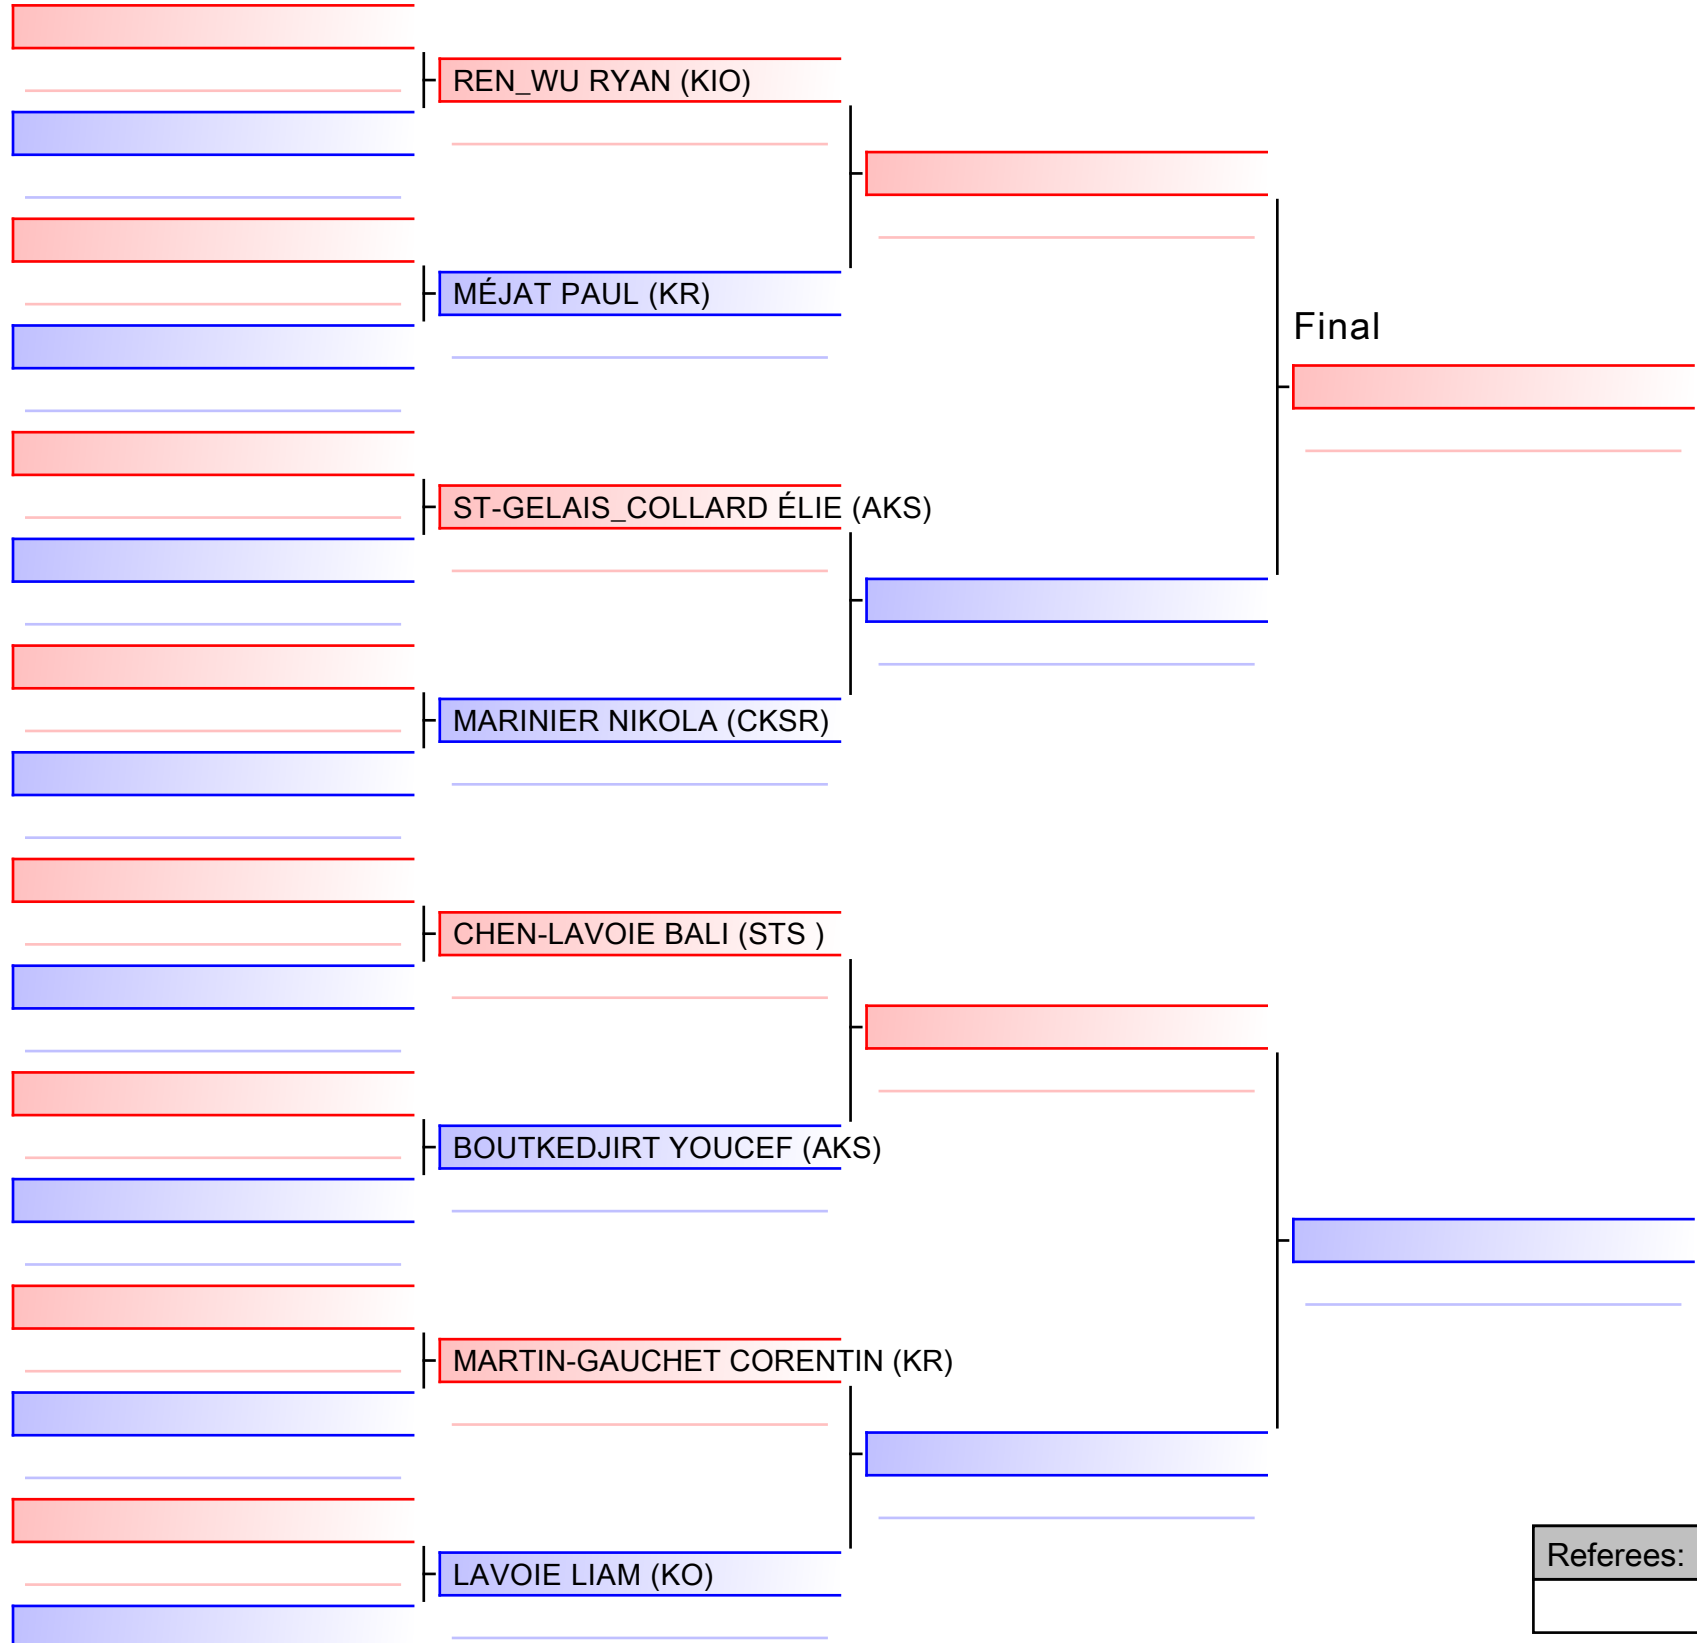 REN_WU RYAN (KIO)
MÉJAT PAUL (KR)
Final
ST-GELAIS_COLLARD ÉLIE (AKS)
MARINIER NIKOLA (CKSR)
CHEN-LAVOIE BALI (STS )
BOUTKEDJIRT YOUCEF (AKS)
MARTIN-GAUCHET CORENTIN (KR)
LAVOIE LIAM (KO)
Referees: